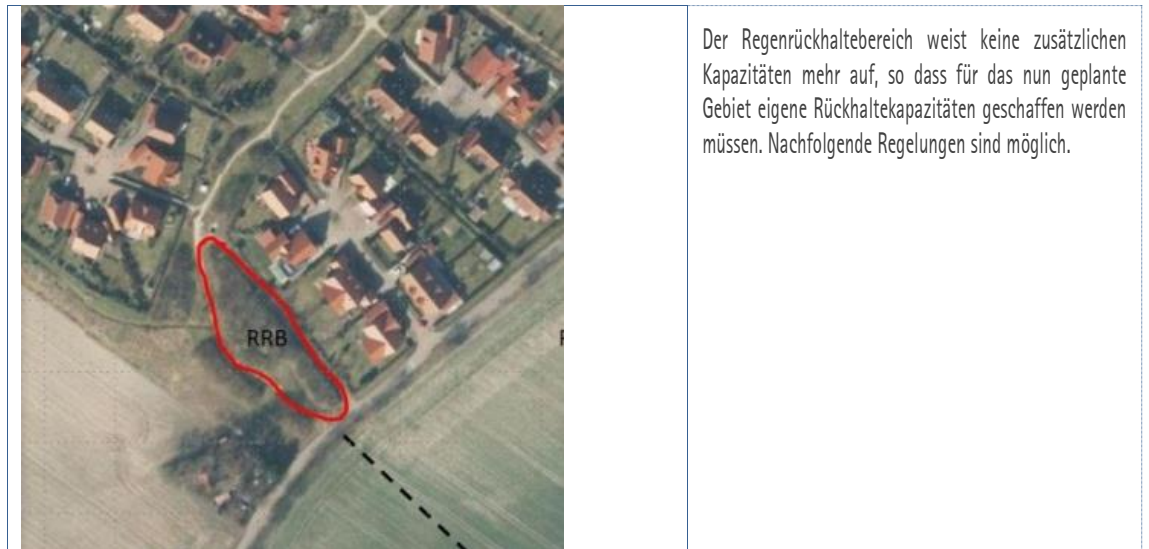 RRB
Der Regenrückhaltebereich weist keine zusätzlichen
Kapazitäten mehr auf, so dass für das nun geplante
Gebiet eigene Rückhaltekapazitäten geschaffen werden
müssen. Nachfolgende Regelungen sind möglich.